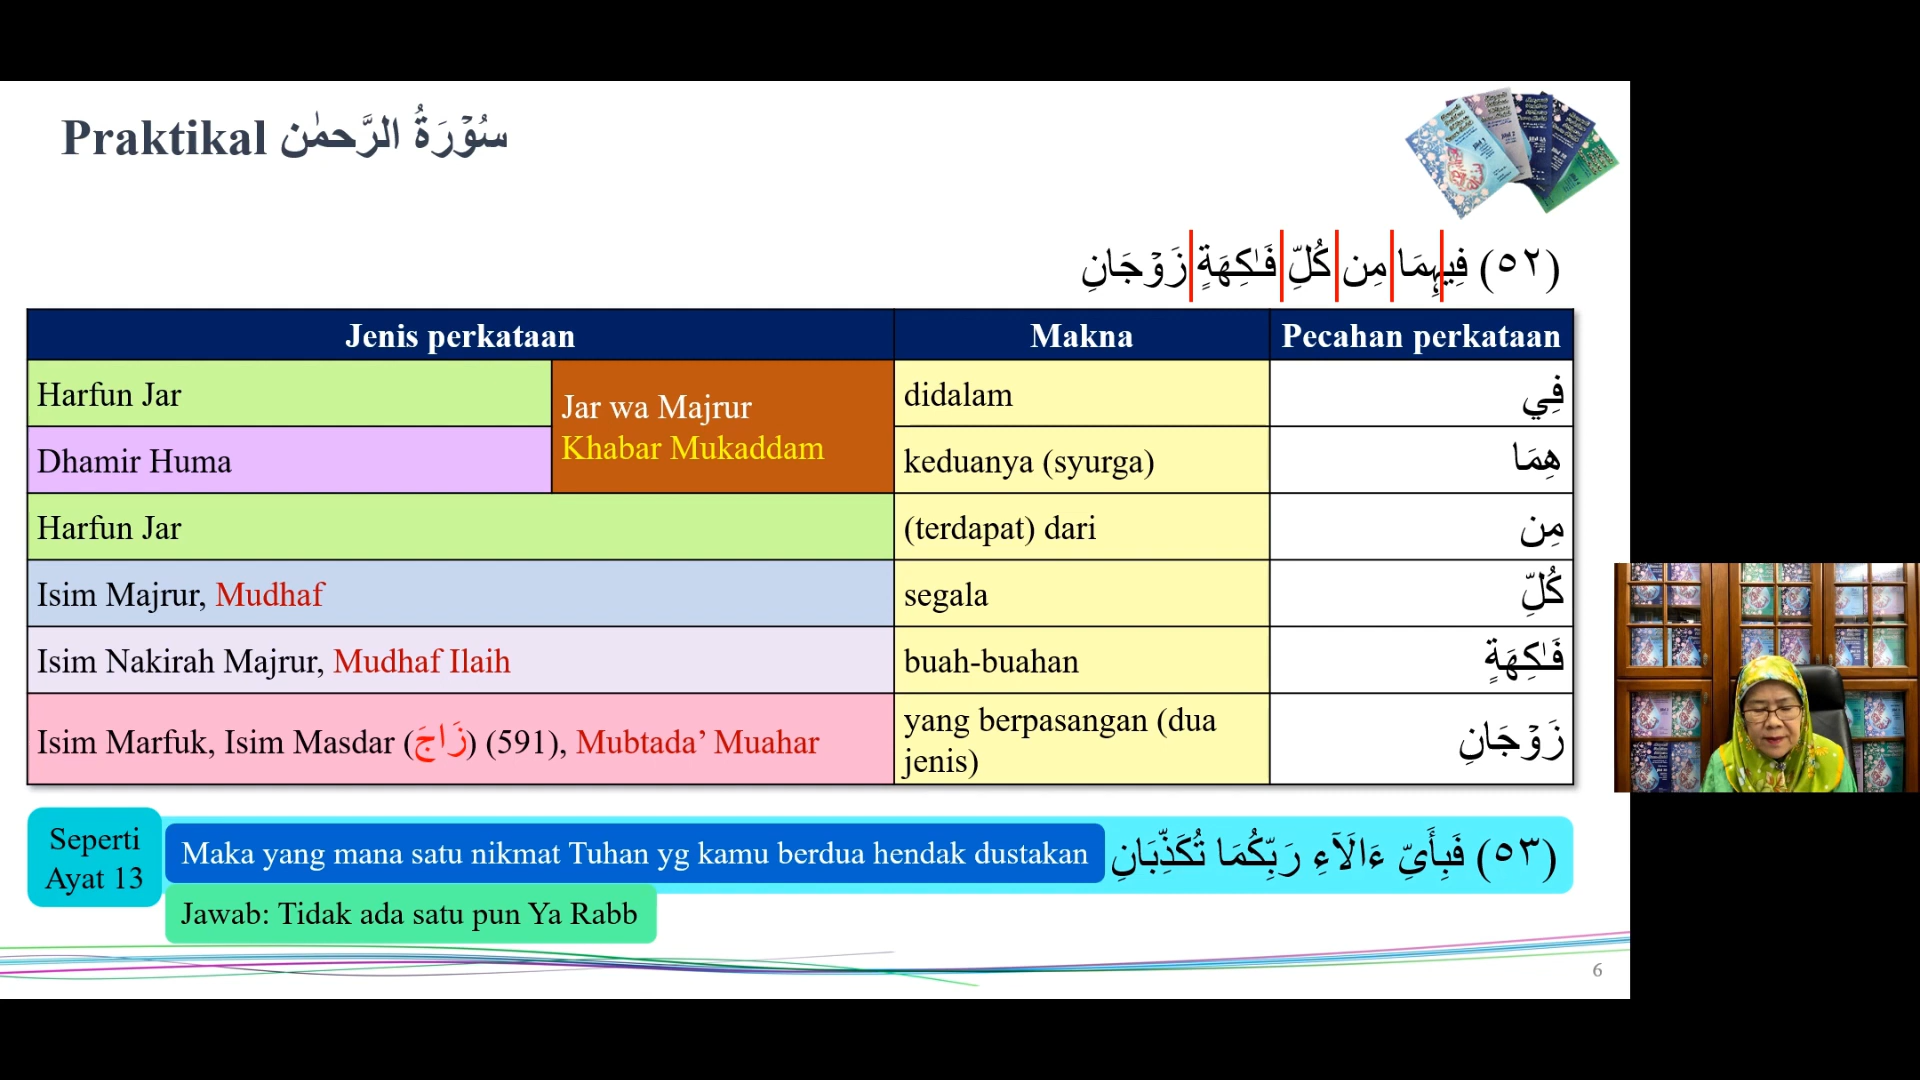 Praktikal سُوْرَةُ الرَّحمٰن
(٥٢) فِيهِمَا مِن كُلِّ فَـٰكِهَةٍ زَوْجَانِ
Jenis perkataan Makna Pecahan perkataan
Harfun Jar didalam فِي
Jar wa Majrur
Khabar Mukaddam
Dhamir Huma keduanya (syurga) هِمَا
Harfun Jar (terdapat) dari مِن
Isim Majrur, Mudhaf segala كُلِّ
Isim Nakirah Majrur, Mudhaf Ilaih buah-buahan فَـٰكِهَةٍ
Isim Marfuk, Isim Masdar (زَاجَ) (591), Mubtada’ Muahar yang berpasangan (dua
jenis) زَوْجَانِ
Seperti
Ayat 13
Maka yang mana satu nikmat Tuhan yg kamu berdua hendak dustakan (٥٣) فَبِأَىِّ ءَالَآءِ رَبِّكُمَا تُكَذِّبَانِ
Jawab: Tidak ada satu pun Ya Rabb
6